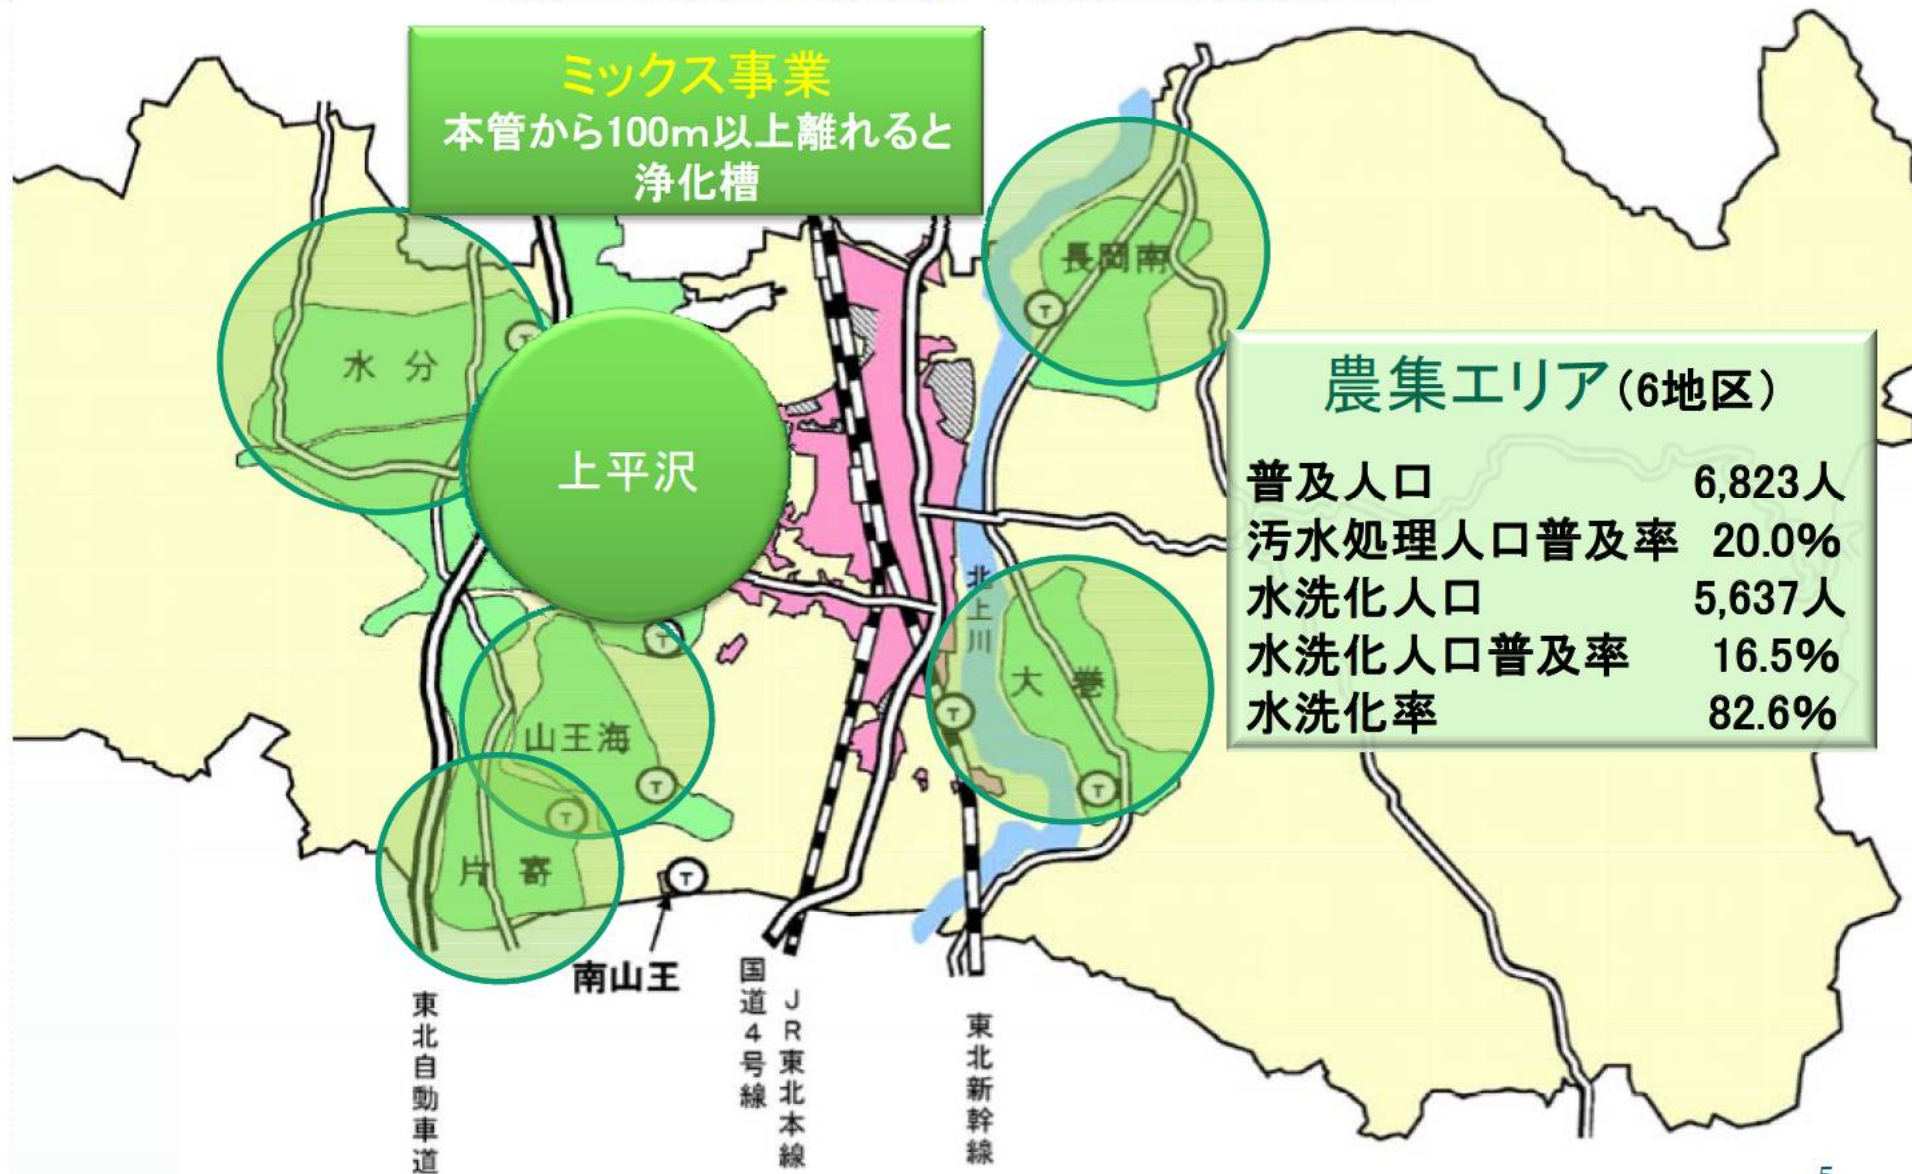 ミックス事業
本管から100m以上離れると
浄化槽
長岡南
T
水分
T
農集エリア(6地区)
上平沢
普及人口 6,823人
汚水処理人口普及率 20.0%
水洗化人口 5,637人
水洗化人口普及率 16.5%
水洗化率 82.6%
北上川
T
大巻
T
山王海
T
T
T
片寄
T
南山王
国道4号線
JR東北本線
東北自動車道
東北新幹線
5